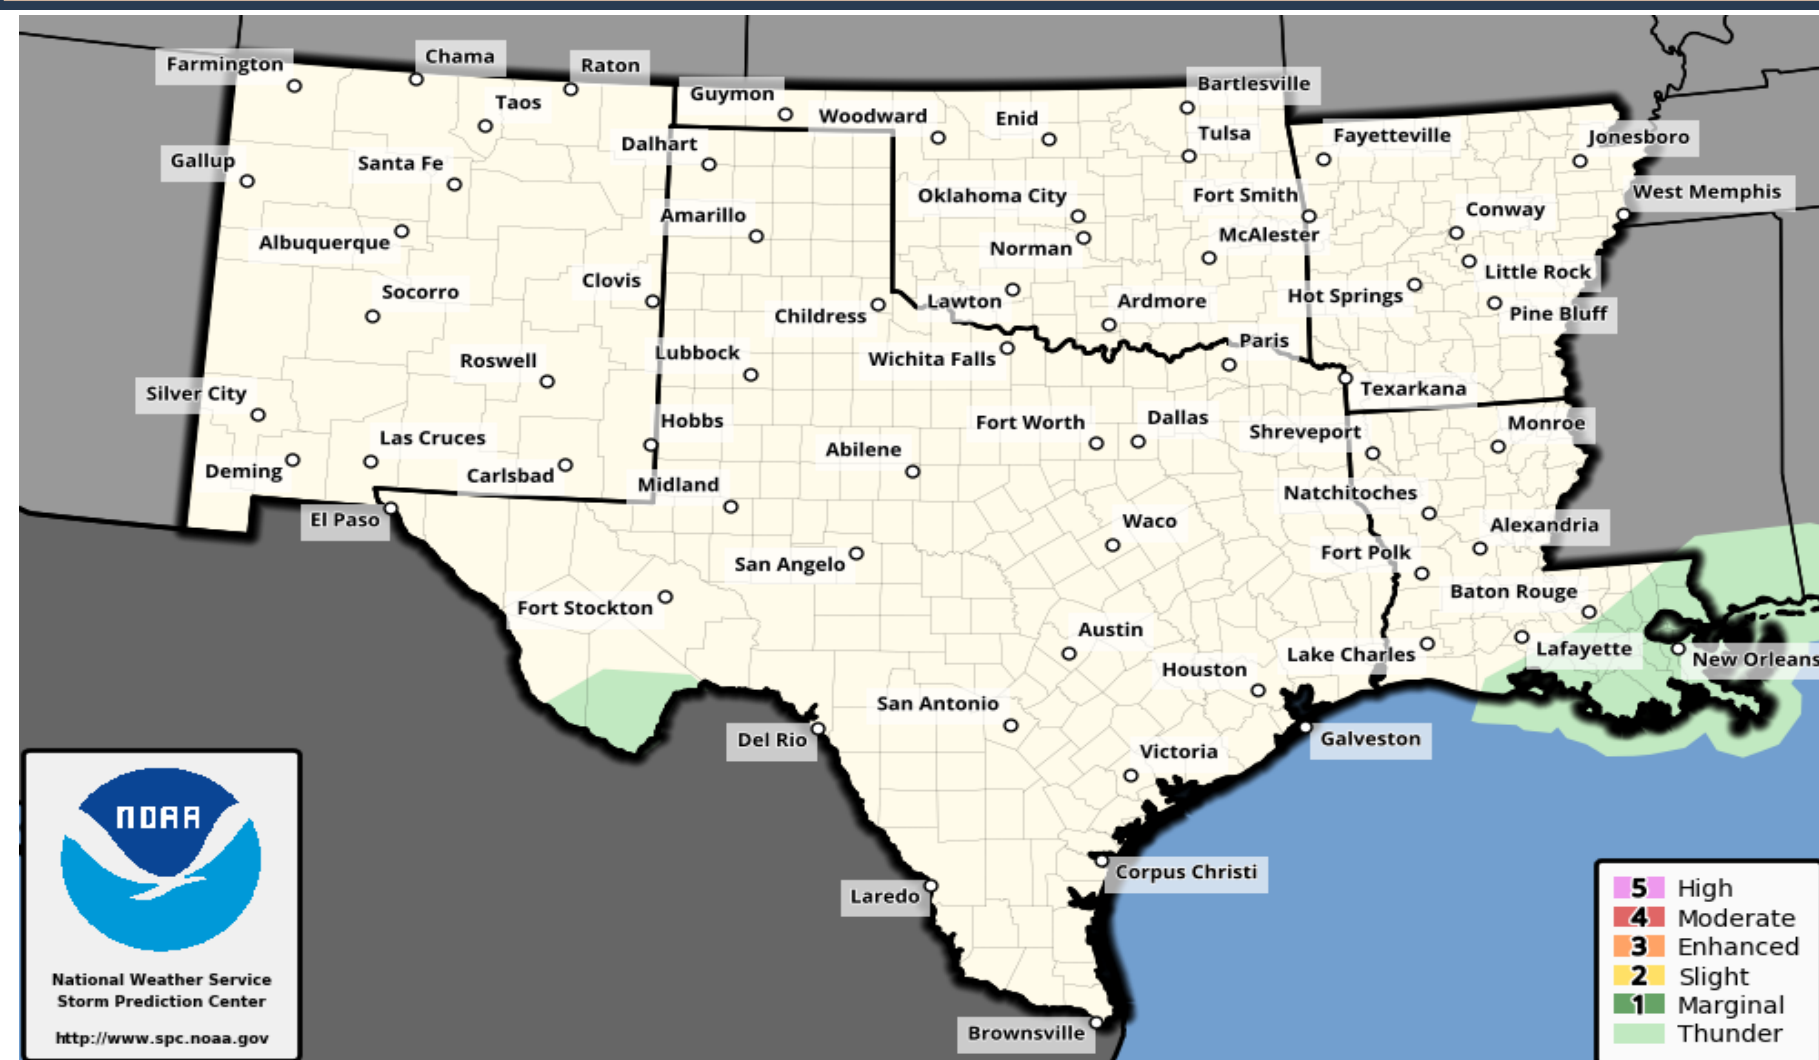 Farmington
Chama
Raton
Taos
Guymon
Woodward
Enid
Bartlesville
Tulsa
Fayetteville
Jonesboro
Gallup
Santa Fe
Dalhart
Oklahoma City
Fort Smith
Conway
West Memphis
Albuquerque
Amarillo
Norman
McAlester
Little Rock
Socorro
Clovis
Childress
Lawton
Ardmore
Hot Springs
Pine Bluff
Roswell
Lubbock
Wichita Falls
Paris
Texarkana
Silver City
Hobbs
Fort Worth
Dallas
Shreveport
Monroe
Las Cruces
Abilene
Deming
Carlsbad
Midland
Natchitoches
El Paso
Waco
Alexandria
San Angelo
Fort Polk
Fort Stockton
Baton Rouge
Austin
Houston
Lake Charles
Lafayette
New Orleans
San Antonio
Del Rio
Victoria
Galveston
Laredo
Corpus Christi
Brownsville
NOAA
National Weather Service
Storm Prediction Center
http://www.spc.noaa.gov
5 High
4 Moderate
3 Enhanced
2 Slight
1 Marginal
Thunder